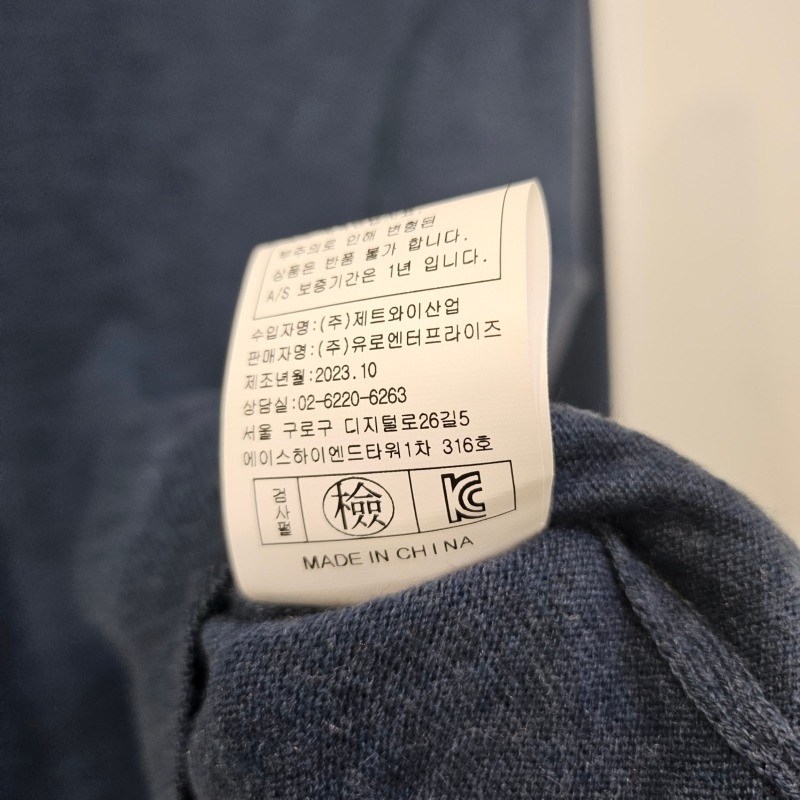 부주의로 인해 변형된
상품은 반품 불가 합니다.
A/S 보증기간은 1년 입니다.
수입자명:(주)제트와이산업
판매자명:(주)유로엔터프라이즈
제조년월:2023.10
상담실:02-6220-6263
서울 구로구 디지털로26길5
에이스하이엔드타워1차 316호
검사필 檢 KC
MADE IN CHINA